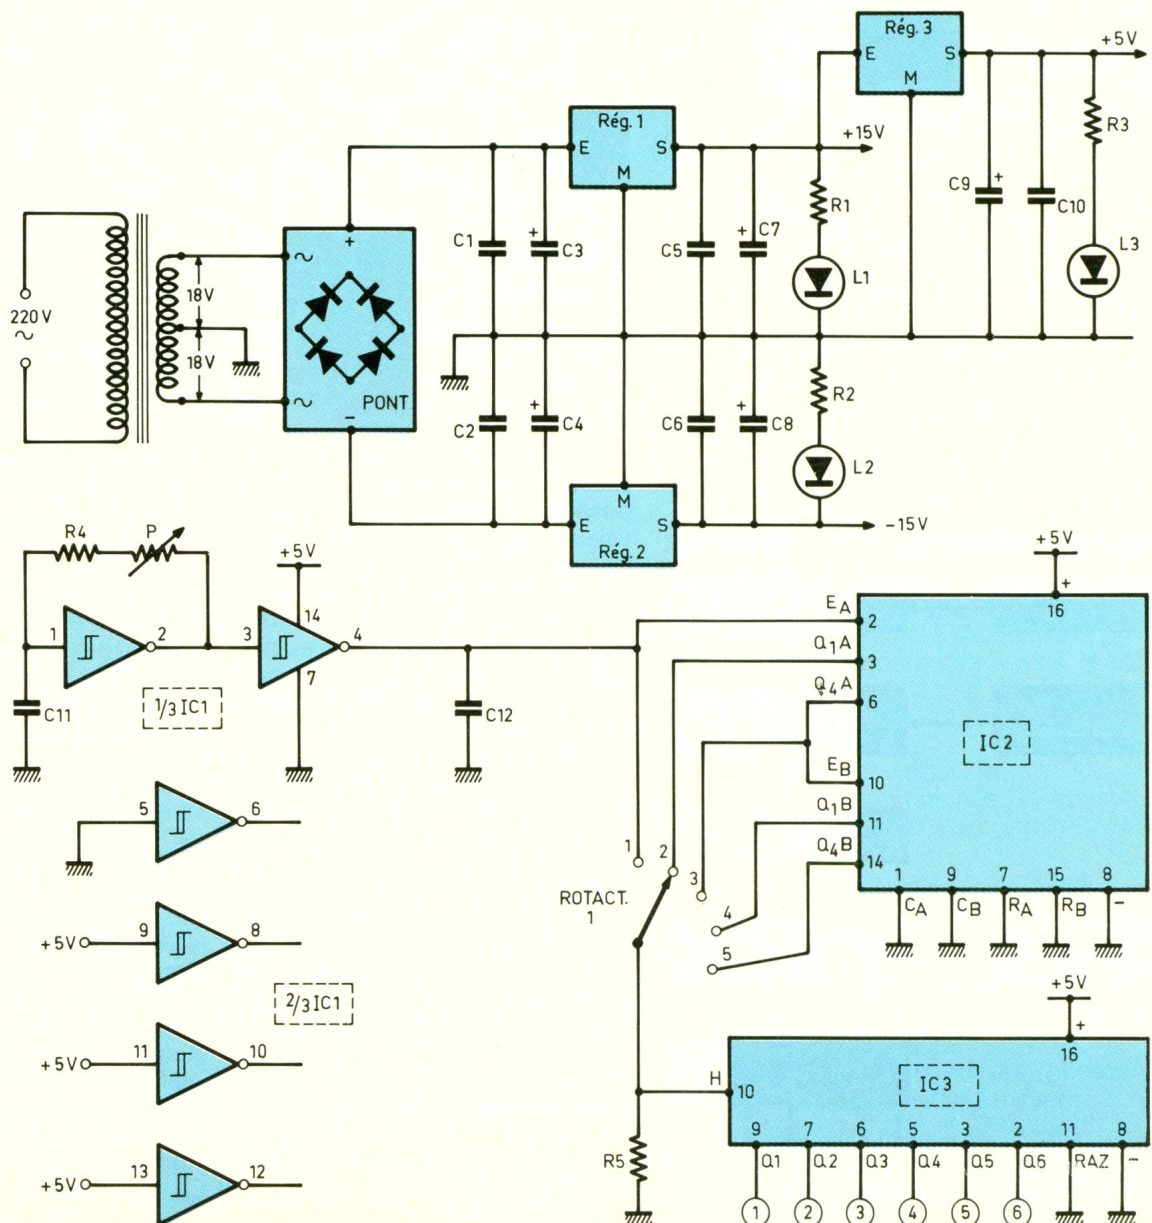 Rég. 3
E
S
M
+5V
Rég. 1
E
S
M
+15V
R3
C9
+
C10
L3
R1
L1
C1
+
C3
C5
+
C7
220 V
~
18V
18V
+
~
~
−
PONT
C2
+
C4
C6
+
C8
R2
L2
M
E
S
Rég. 2
−15V
R4
P
+5V
1
2
3
14
4
7
C11
1/3 IC1
C12
+5V
+
16
EA
2
Q1A
3
Q4A
6
IC2
EB
10
Q1B
11
Q4B
14
1
9
7
15
8
CA
CB
RA
RB
−
5
6
+5V
9
8
2/3 IC1
+5V
11
10
+5V
13
12
1
2
3
4
5
ROTACT.
1
+5V
+
16
H
10
IC3
9
7
6
5
3
2
11
8
Q1
Q2
Q3
Q4
Q5
Q6
RAZ
−
R5
1
2
3
4
5
6